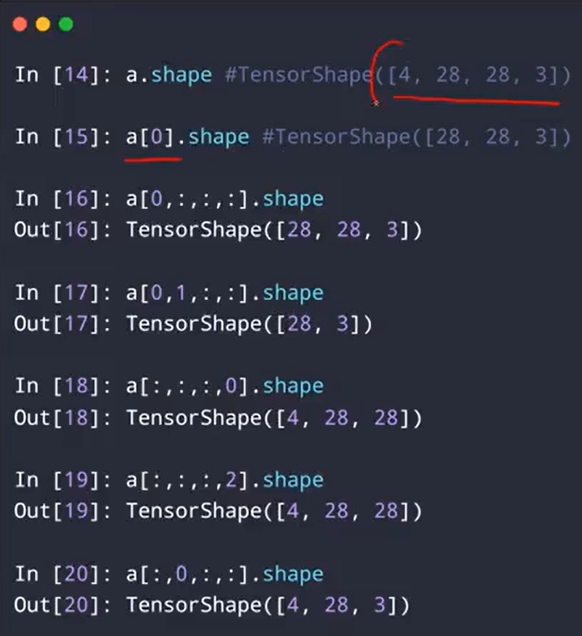 In [14]: a.shape #TensorShape([4, 28, 28, 3])
In [15]: a[0].shape #TensorShape([28, 28, 3])
In [16]: a[0,:,:,:].shape
Out[16]: TensorShape([28, 28, 3])
In [17]: a[0,1,:,:].shape
Out[17]: TensorShape([28, 3])
In [18]: a[:,:,:,0].shape
Out[18]: TensorShape([4, 28, 28])
In [19]: a[:,:,:,2].shape
Out[19]: TensorShape([4, 28, 28])
In [20]: a[:,0,:,:].shape
Out[20]: TensorShape([4, 28, 3])